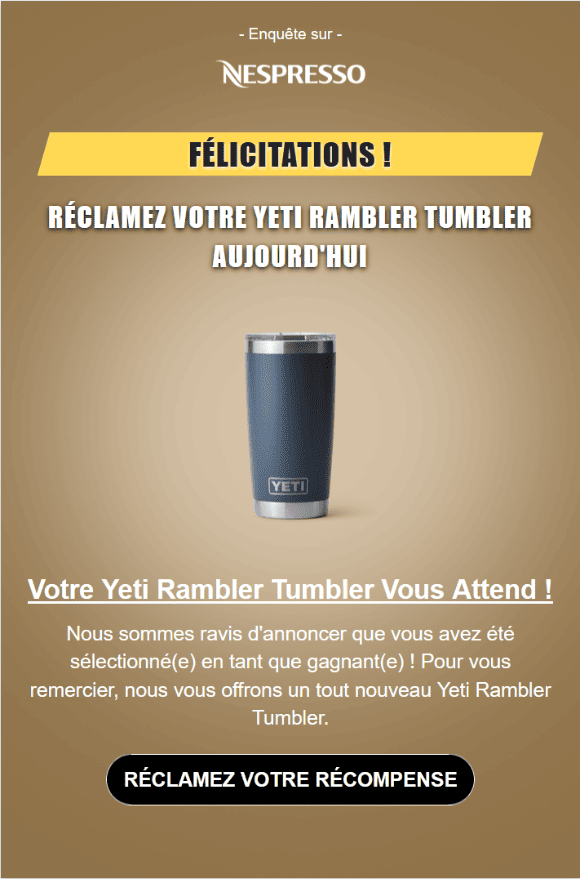 - Enquête sur -
NESPRESSO
FÉLICITATIONS !
RÉCLAMEZ VOTRE YETI RAMBLER TUMBLER
AUJOURD'HUI
YETI
Votre Yeti Rambler Tumbler Vous Attend !
Nous sommes ravis d'annoncer que vous avez été
sélectionné(e) en tant que gagnant(e) ! Pour vous
remercier, nous vous offrons un tout nouveau Yeti Rambler
Tumbler.
RÉCLAMEZ VOTRE RÉCOMPENSE